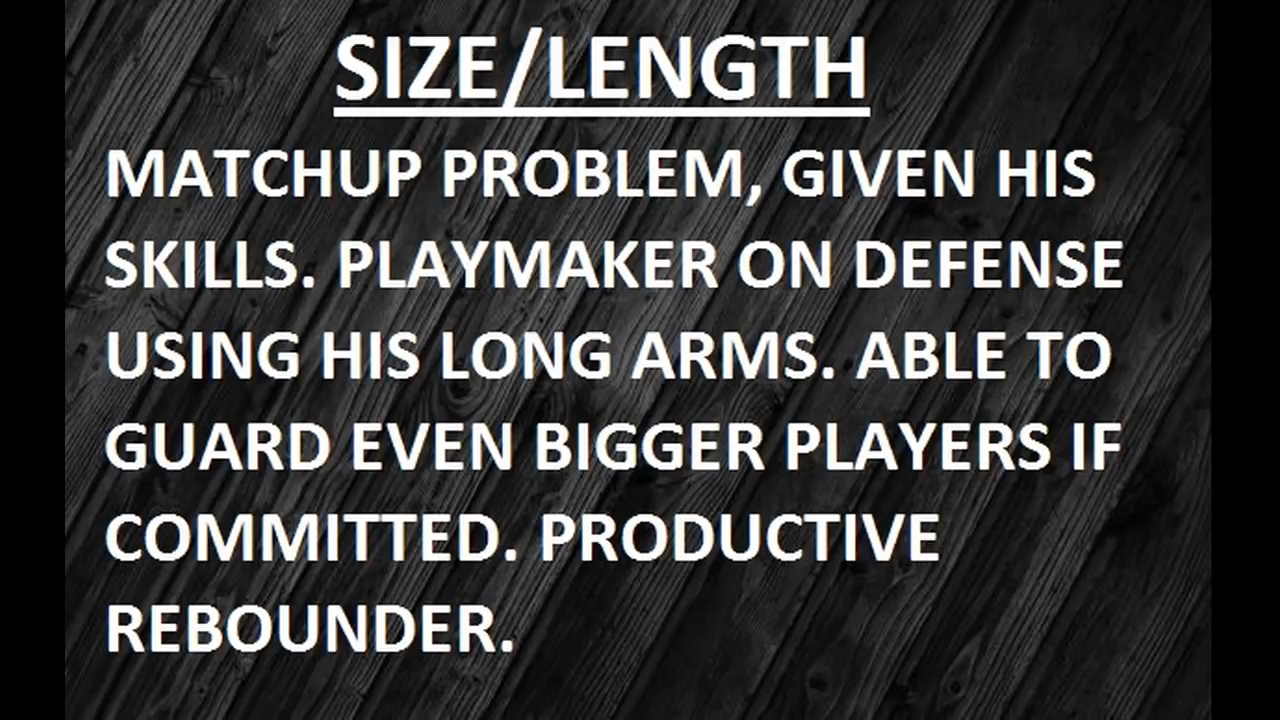 SIZE/LENGTH
MATCHUP PROBLEM, GIVEN HIS
SKILLS. PLAYMAKER ON DEFENSE
USING HIS LONG ARMS. ABLE TO
GUARD EVEN BIGGER PLAYERS IF
COMMITTED. PRODUCTIVE
REBOUNDER.